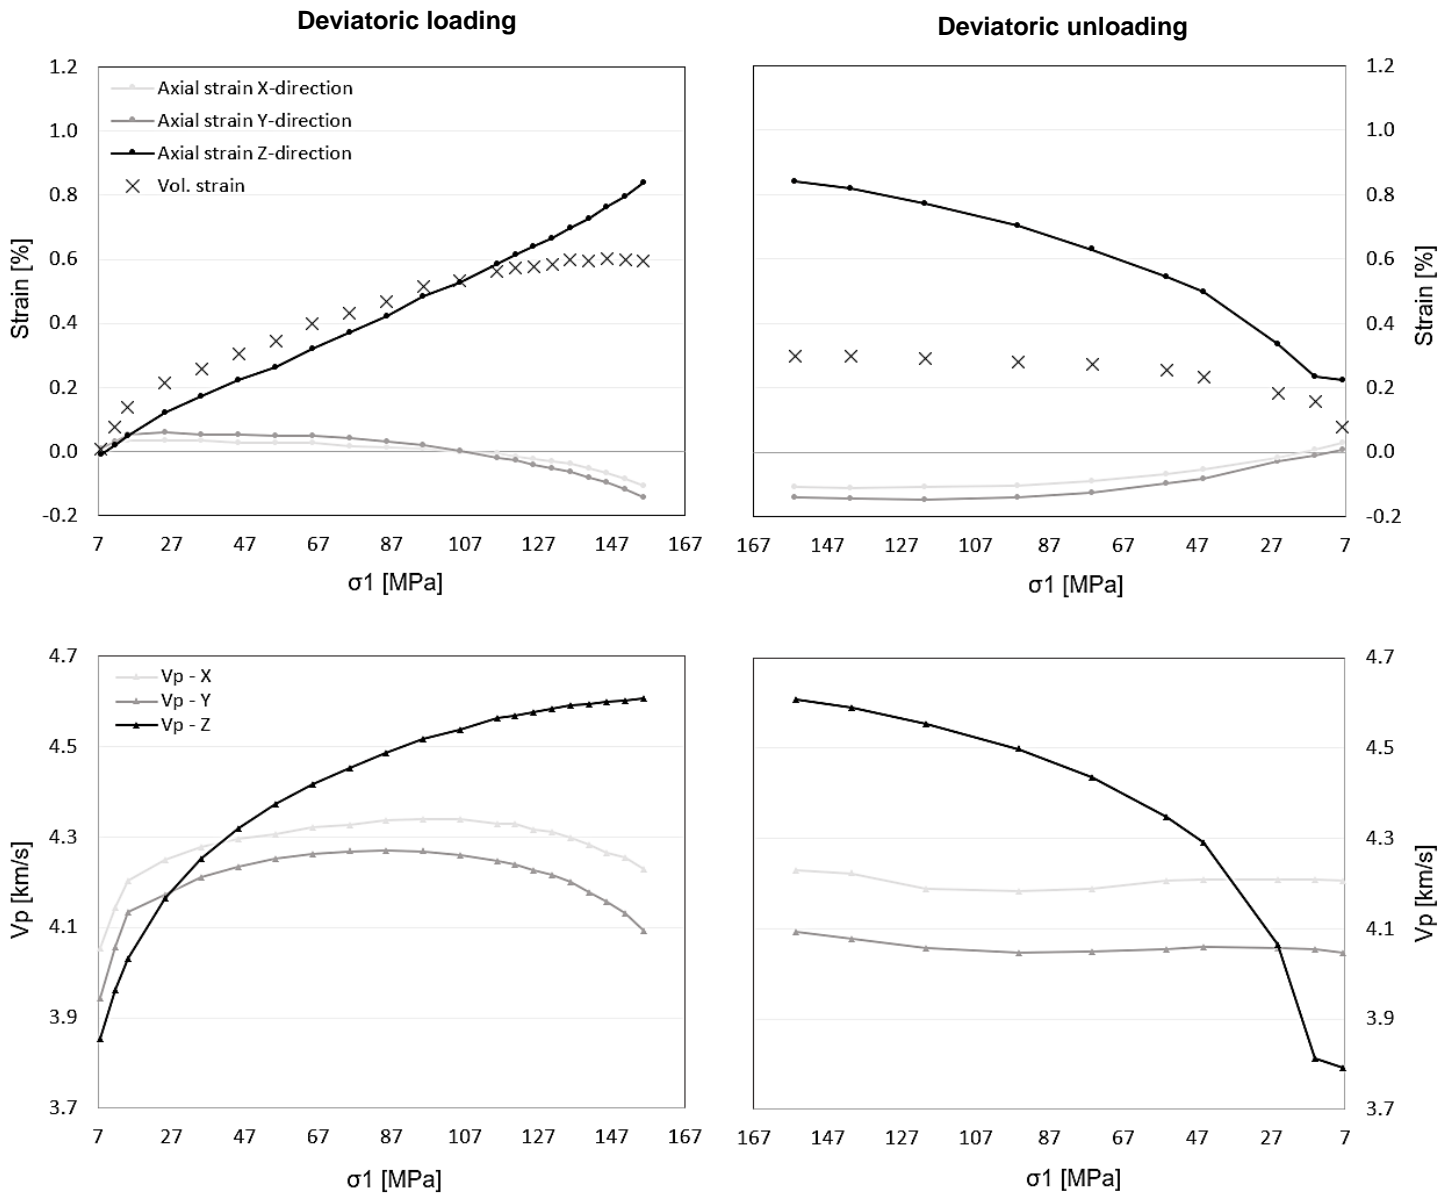 Deviatoric loading
Deviatoric unloading
1.2
1.0
0.8
0.6
0.4
0.2
0.0
-0.2
Strain [%]
Axial strain X-direction
Axial strain Y-direction
Axial strain Z-direction
Vol. strain
7 27 47 67 87 107 127 147 167
σ1 [MPa]
1.2
1.0
0.8
0.6
0.4
0.2
0.0
-0.2
Strain [%]
167 147 127 107 87 67 47 27 7
σ1 [MPa]
4.7
4.5
4.3
4.1
3.9
3.7
Vp [km/s]
Vp - X
Vp - Y
Vp - Z
7 27 47 67 87 107 127 147 167
σ1 [MPa]
4.7
4.5
4.3
4.1
3.9
3.7
Vp [km/s]
167 147 127 107 87 67 47 27 7
σ1 [MPa]